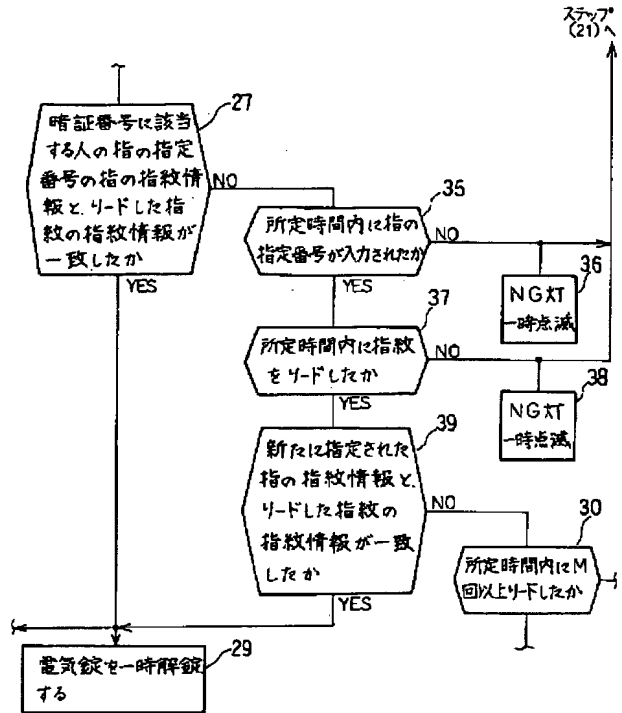 ステップ
(21)へ
27
暗証番号に該当
する人の指の指定
番号の指の指紋情
報と、リードした指
紋の指紋情報が
一致したか
NO
YES
35
所定時間内に指の
指定番号が入力されたか
NO
YES
36
NG灯
一時点滅
37
所定時間内に指紋
をリードしたか
NO
YES
38
NG灯
一時点滅
39
新たに指定された
指の指紋情報と、
リードした指紋の
指紋情報が一致
したか
NO
YES
30
所定時間内にM
回以上リードしたか
29
電気錠を一時解錠
する